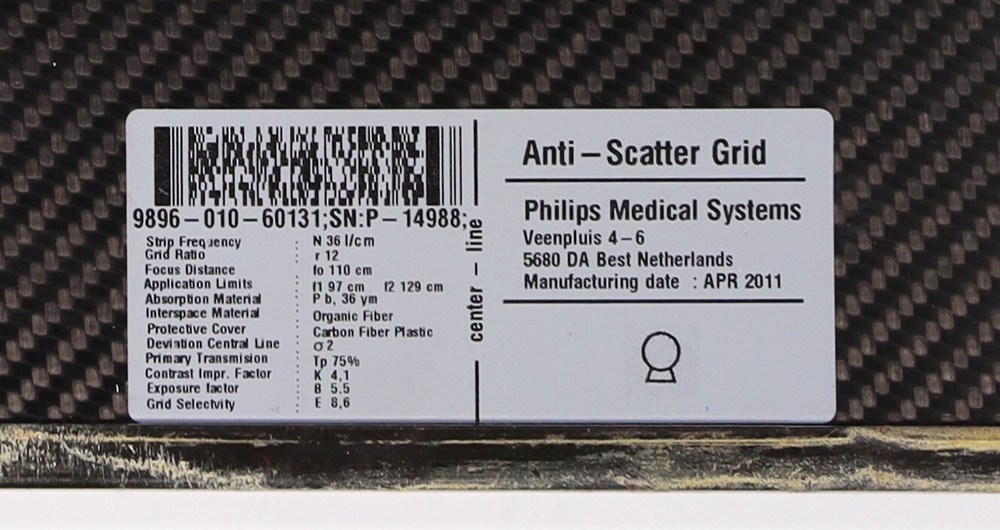 9896-010-60131;SN:P-14988;e
Strip Freqency : N 36 l/cm
Grid Ratio : r 12
Focus Distance : fo 110 cm
Application Limits : f1 97 cm f2 129 cm
Absorption Material : Pb, 36 ym
Interspace Material : Organic Fiber
Protective Cover : Carbon Fiber Plastic
Deviation Central Line : σ 2
Primary Transmision : Tp 75%
Contrast Impr. Factor : K 4,1
Exposure factor : B 5.5
Grid Selectvity : E 8,6
center - line
Anti-Scatter Grid
Philips Medical Systems
Veenpluis 4-6
5680 DA Best Netherlands
Manufacturing date : APR 2011